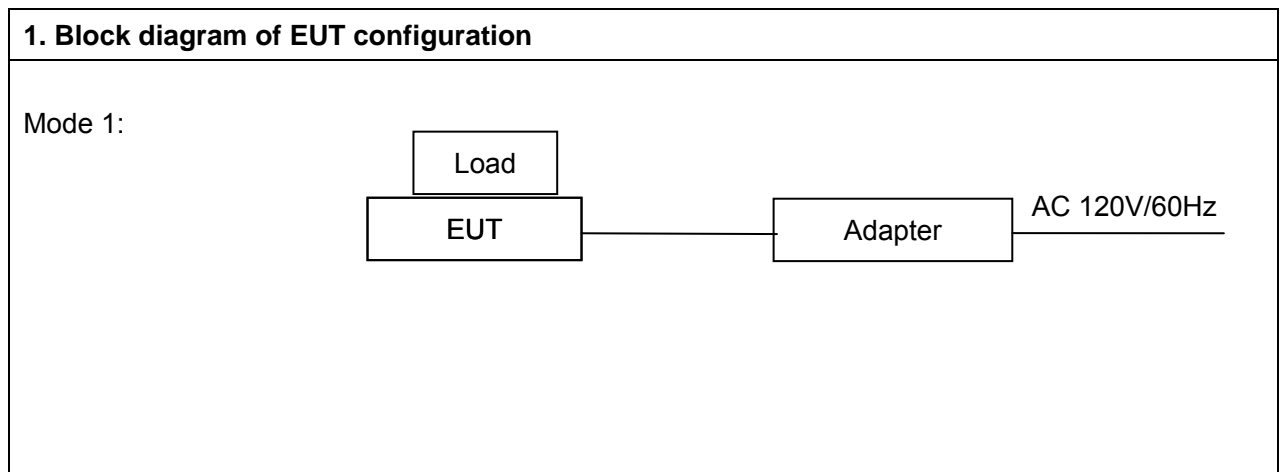 1. Block diagram of EUT configuration
Mode 1:
Load
EUT
Adapter
AC 120V/60Hz